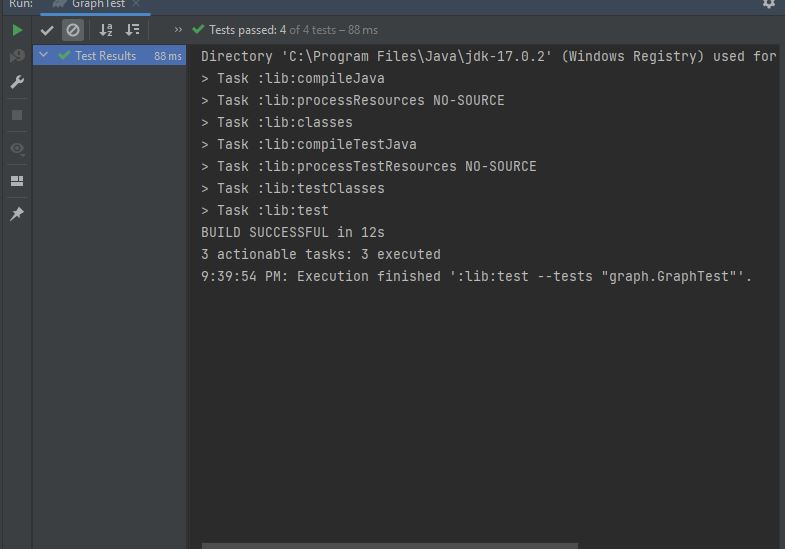 Run: GraphTest
Tests passed: 4 of 4 tests – 88 ms
Test Results 88 ms
Directory 'C:\Program Files\Java\jdk-17.0.2' (Windows Registry) used for
> Task :lib:compileJava
> Task :lib:processResources NO-SOURCE
> Task :lib:classes
> Task :lib:compileTestJava
> Task :lib:processTestResources NO-SOURCE
> Task :lib:testClasses
> Task :lib:test
BUILD SUCCESSFUL in 12s
3 actionable tasks: 3 executed
9:39:54 PM: Execution finished ':lib:test --tests "graph.GraphTest"'.